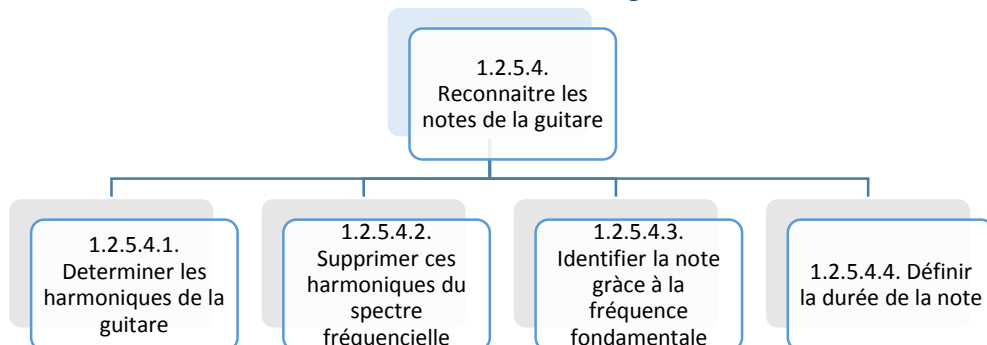 1.2.5.4.
Reconnaitre les
notes de la guitare
1.2.5.4.1.
Determiner les
harmoniques de la
guitare
1.2.5.4.2.
Supprimer ces
harmoniques du
spectre
fréquencielle
1.2.5.4.3.
Identifier la note
gràce à la
fréquence
fondamentale
1.2.5.4.4. Définir
la durée de la note